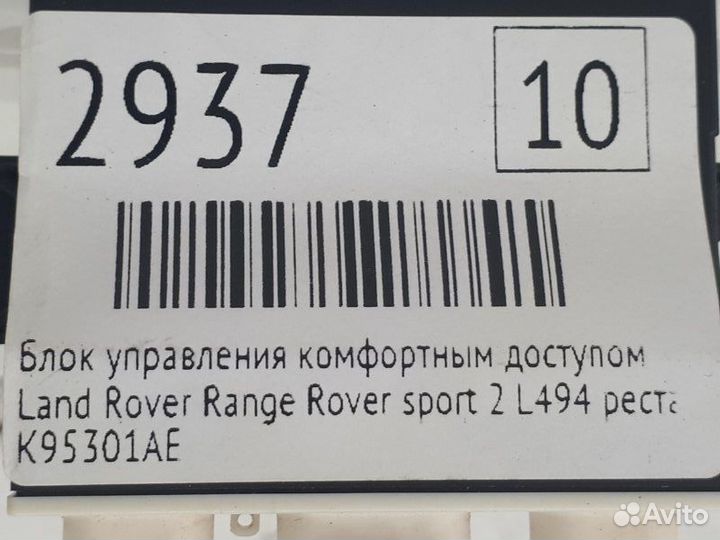 2937
10
Блок управления комфортным доступом
Land Rover Range Rover sport 2 L494 реста
K95301AE
Avito